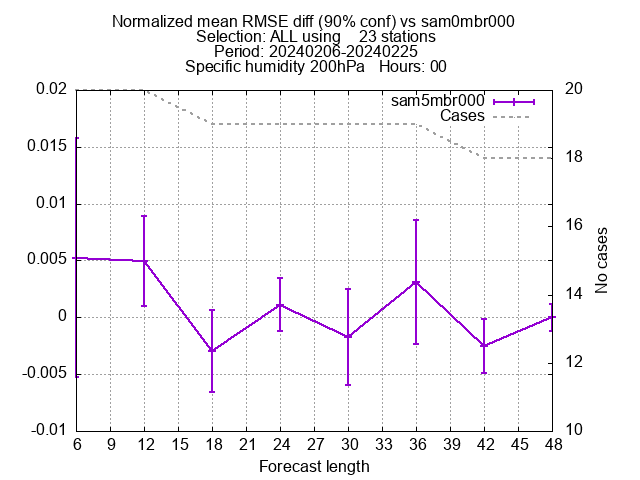 Normalized mean RMSE diff (90% conf) vs sam0mbr000
Selection: ALL using    23 stations
Period: 20240206-20240225
Specific humidity 200hPa   Hours: 00
sam5mbr000
Cases
0.02
0.015
0.01
0.005
0
-0.005
-0.01
20
18
16
14
12
10
No cases
6 9 12 15 18 21 24 27 30 33 36 39 42 45 48
Forecast length